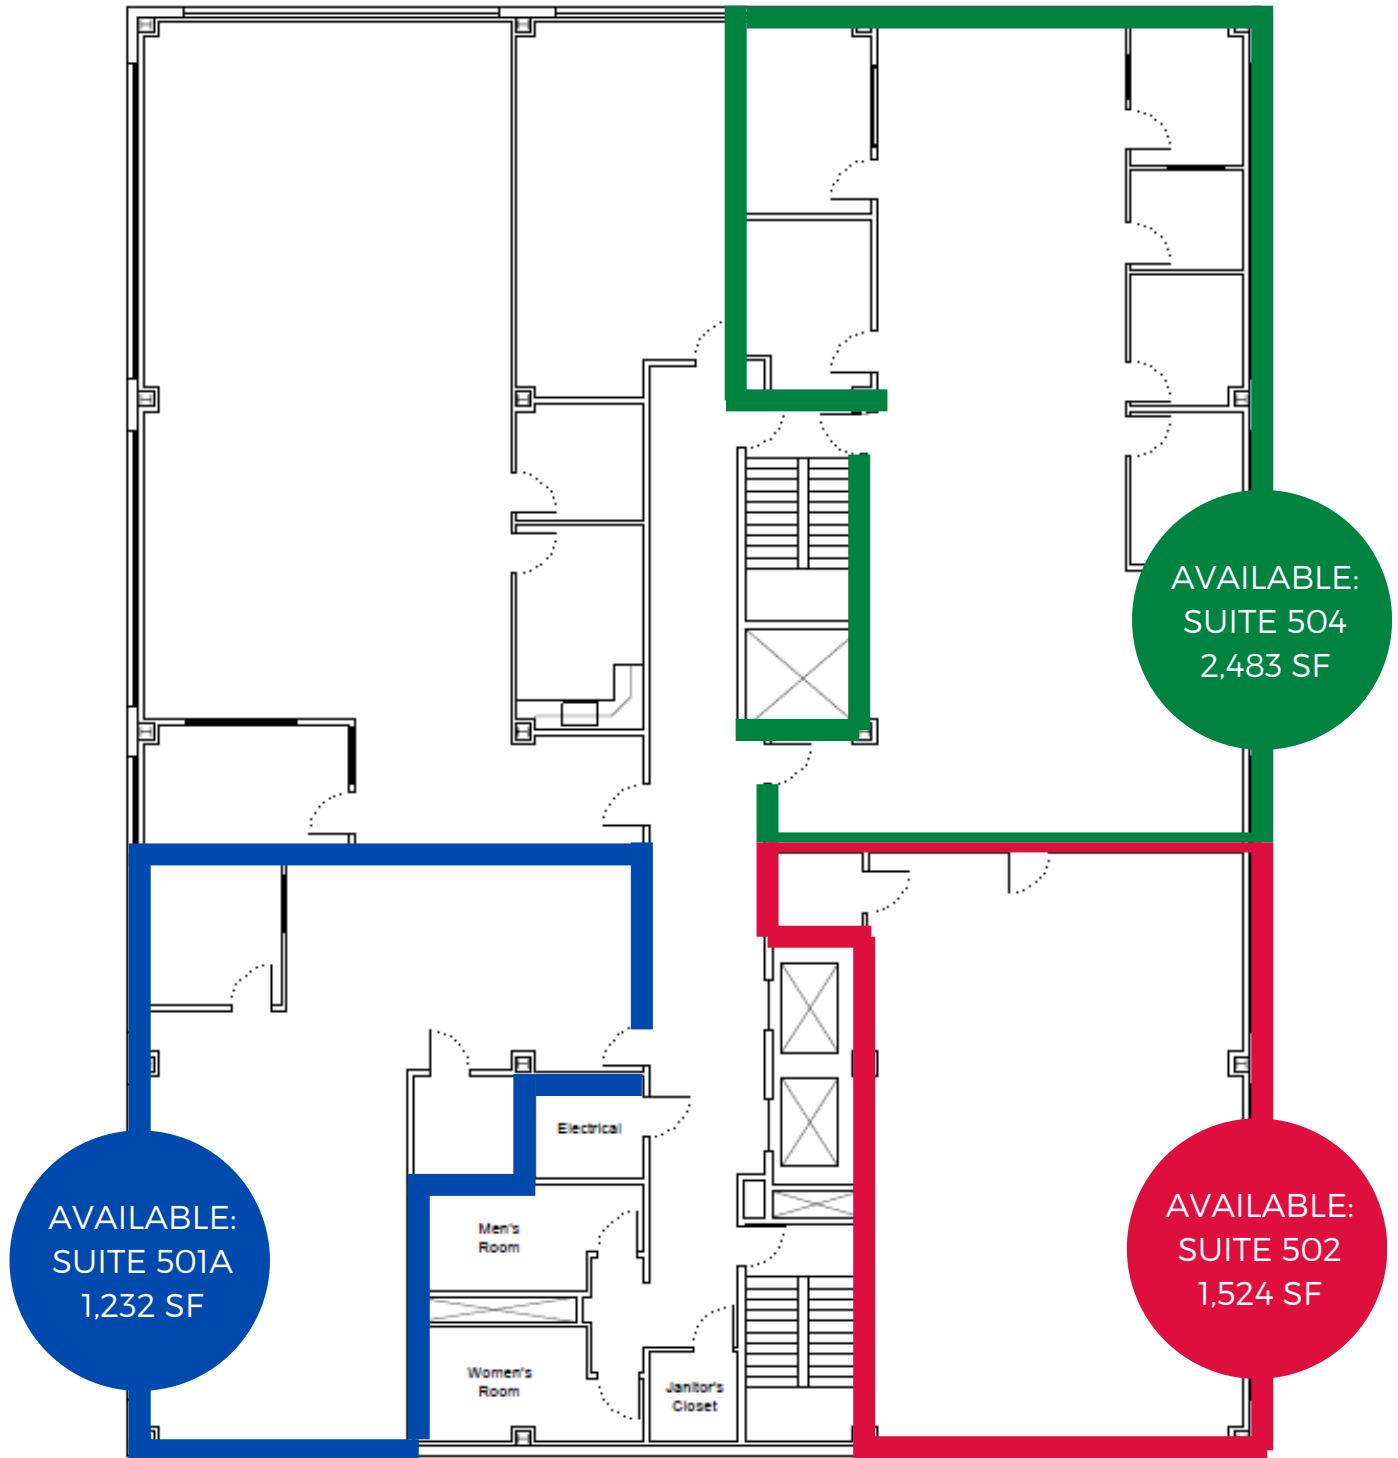 AVAILABLE:
SUITE 504
2,483 SF
Electrical
AVAILABLE:
SUITE 501A
1,232 SF
Men's
Room
AVAILABLE:
SUITE 502
1,524 SF
Women's
Room
Janitor's
Closet